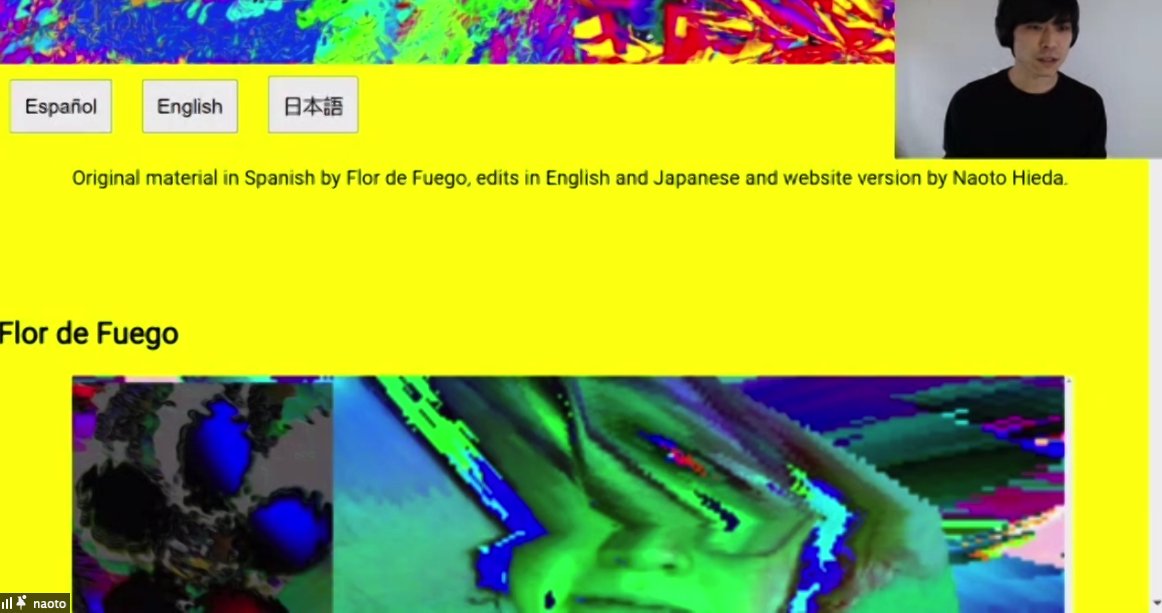 Español English 日本語
Original material in Spanish by Flor de Fuego, edits in English and Japanese and website version by Naoto Hieda.
Flor de Fuego
naoto